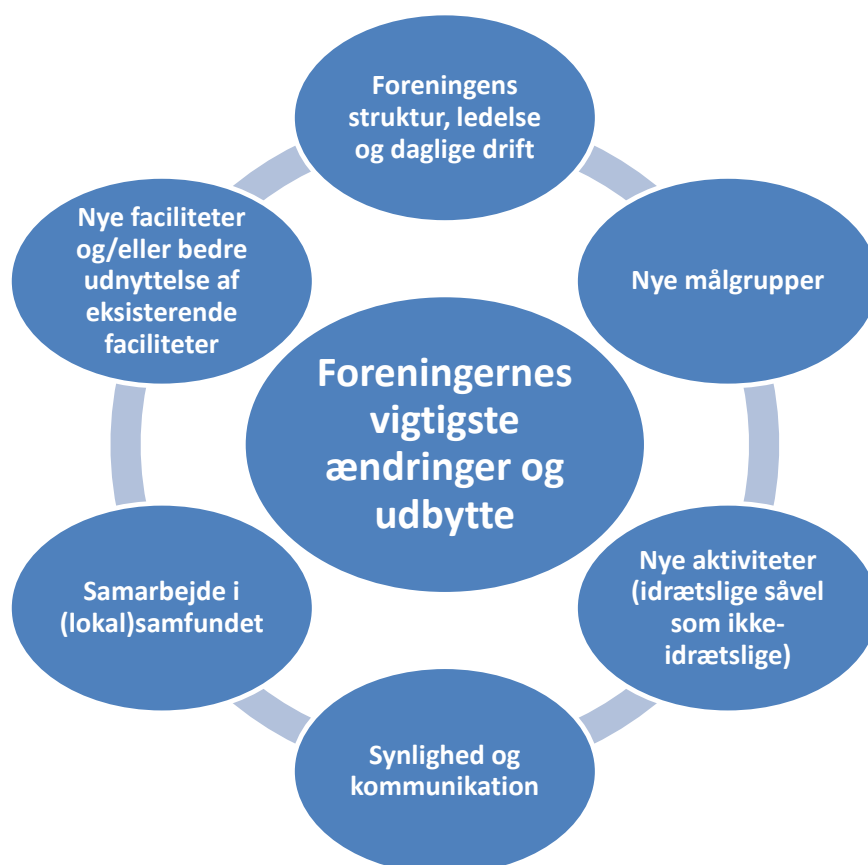 Foreningens
struktur, ledelse
og daglige drift
Nye målgrupper
Nye aktiviteter
(idrætslige såvel
som ikke-
idrætslige)
Synlighed og
kommunikation
Samarbejde i
(lokal)samfundet
Nye faciliteter
og/eller bedre
udnyttelse af
eksisterende
faciliteter
Foreningernes
vigtigste
ændringer og
udbytte